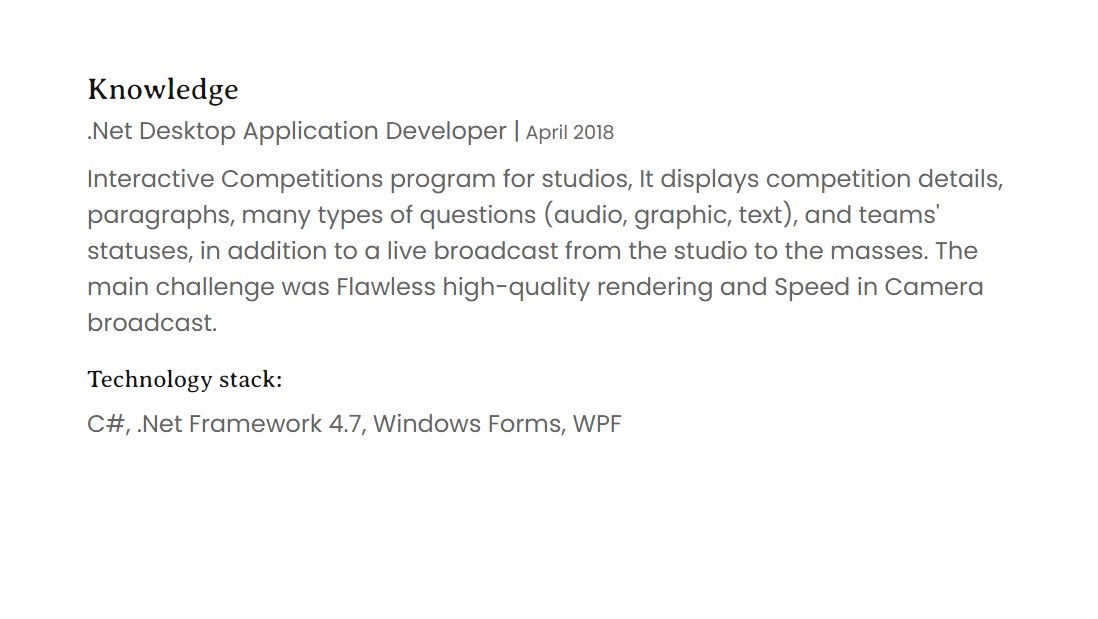 Knowledge
.Net Desktop Application Developer | April 2018
Interactive Competitions program for studios, It displays competition details,
paragraphs, many types of questions (audio, graphic, text), and teams'
statuses, in addition to a live broadcast from the studio to the masses. The
main challenge was Flawless high-quality rendering and Speed in Camera
broadcast.
Technology stack:
C#, .Net Framework 4.7, Windows Forms, WPF